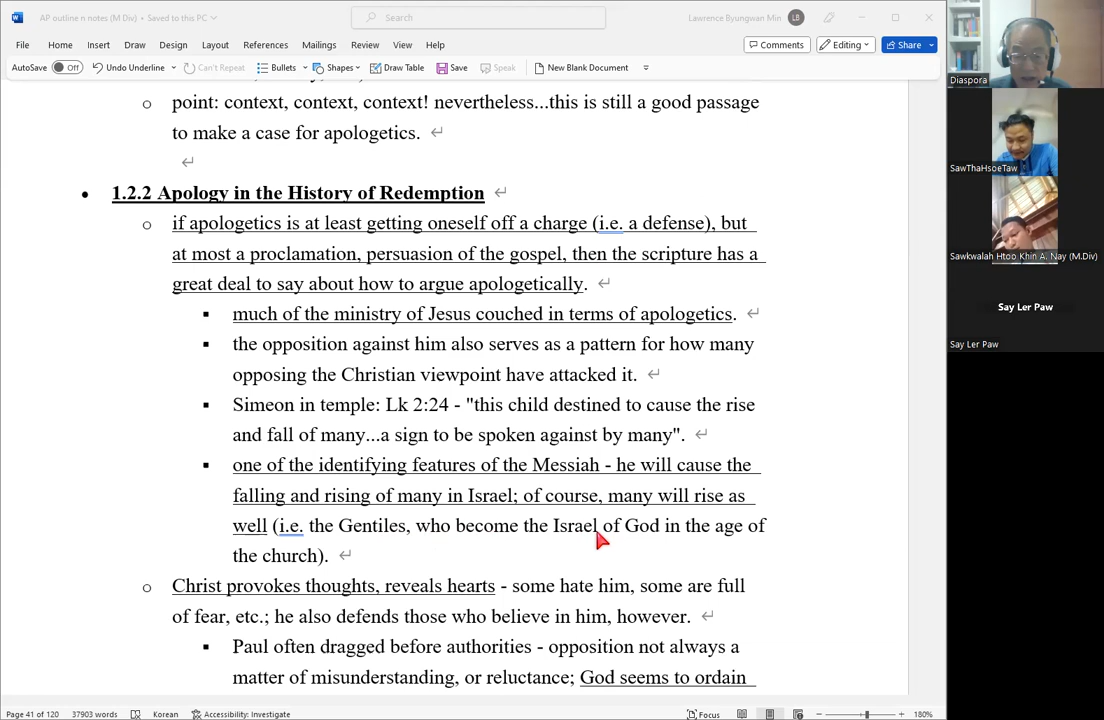 AP outline n notes (M Div) • Saved to this PC
Search
Lawrence Byungwan Min
LB
File Home Insert Draw Design Layout References Mailings Review View Help
Comments
Editing
Share
AutoSave Off Undo Underline Can't Repeat Bullets Shapes Draw Table Save Speak New Blank Document
point: context, context, context! nevertheless...this is still a good passage
to make a case for apologetics.
1.2.2 Apology in the History of Redemption
if apologetics is at least getting oneself off a charge (i.e. a defense), but
at most a proclamation, persuasion of the gospel, then the scripture has a
great deal to say about how to argue apologetically.
much of the ministry of Jesus couched in terms of apologetics.
the opposition against him also serves as a pattern for how many
opposing the Christian viewpoint have attacked it.
Simeon in temple: Lk 2:24 - "this child destined to cause the rise
and fall of many...a sign to be spoken against by many".
one of the identifying features of the Messiah - he will cause the
falling and rising of many in Israel; of course, many will rise as
well (i.e. the Gentiles, who become the Israel of God in the age of
the church).
Christ provokes thoughts, reveals hearts - some hate him, some are full
of fear, etc.; he also defends those who believe in him, however.
Paul often dragged before authorities - opposition not always a
matter of misunderstanding, or reluctance; God seems to ordain
Page 41 of 120 37903 words Korean Accessibility: Investigate
Focus
180%
Diaspora
SawThaHsoeTaw
Sawkwalah Htoo Khin A. Nay (M.Div)
Say Ler Paw
Say Ler Paw